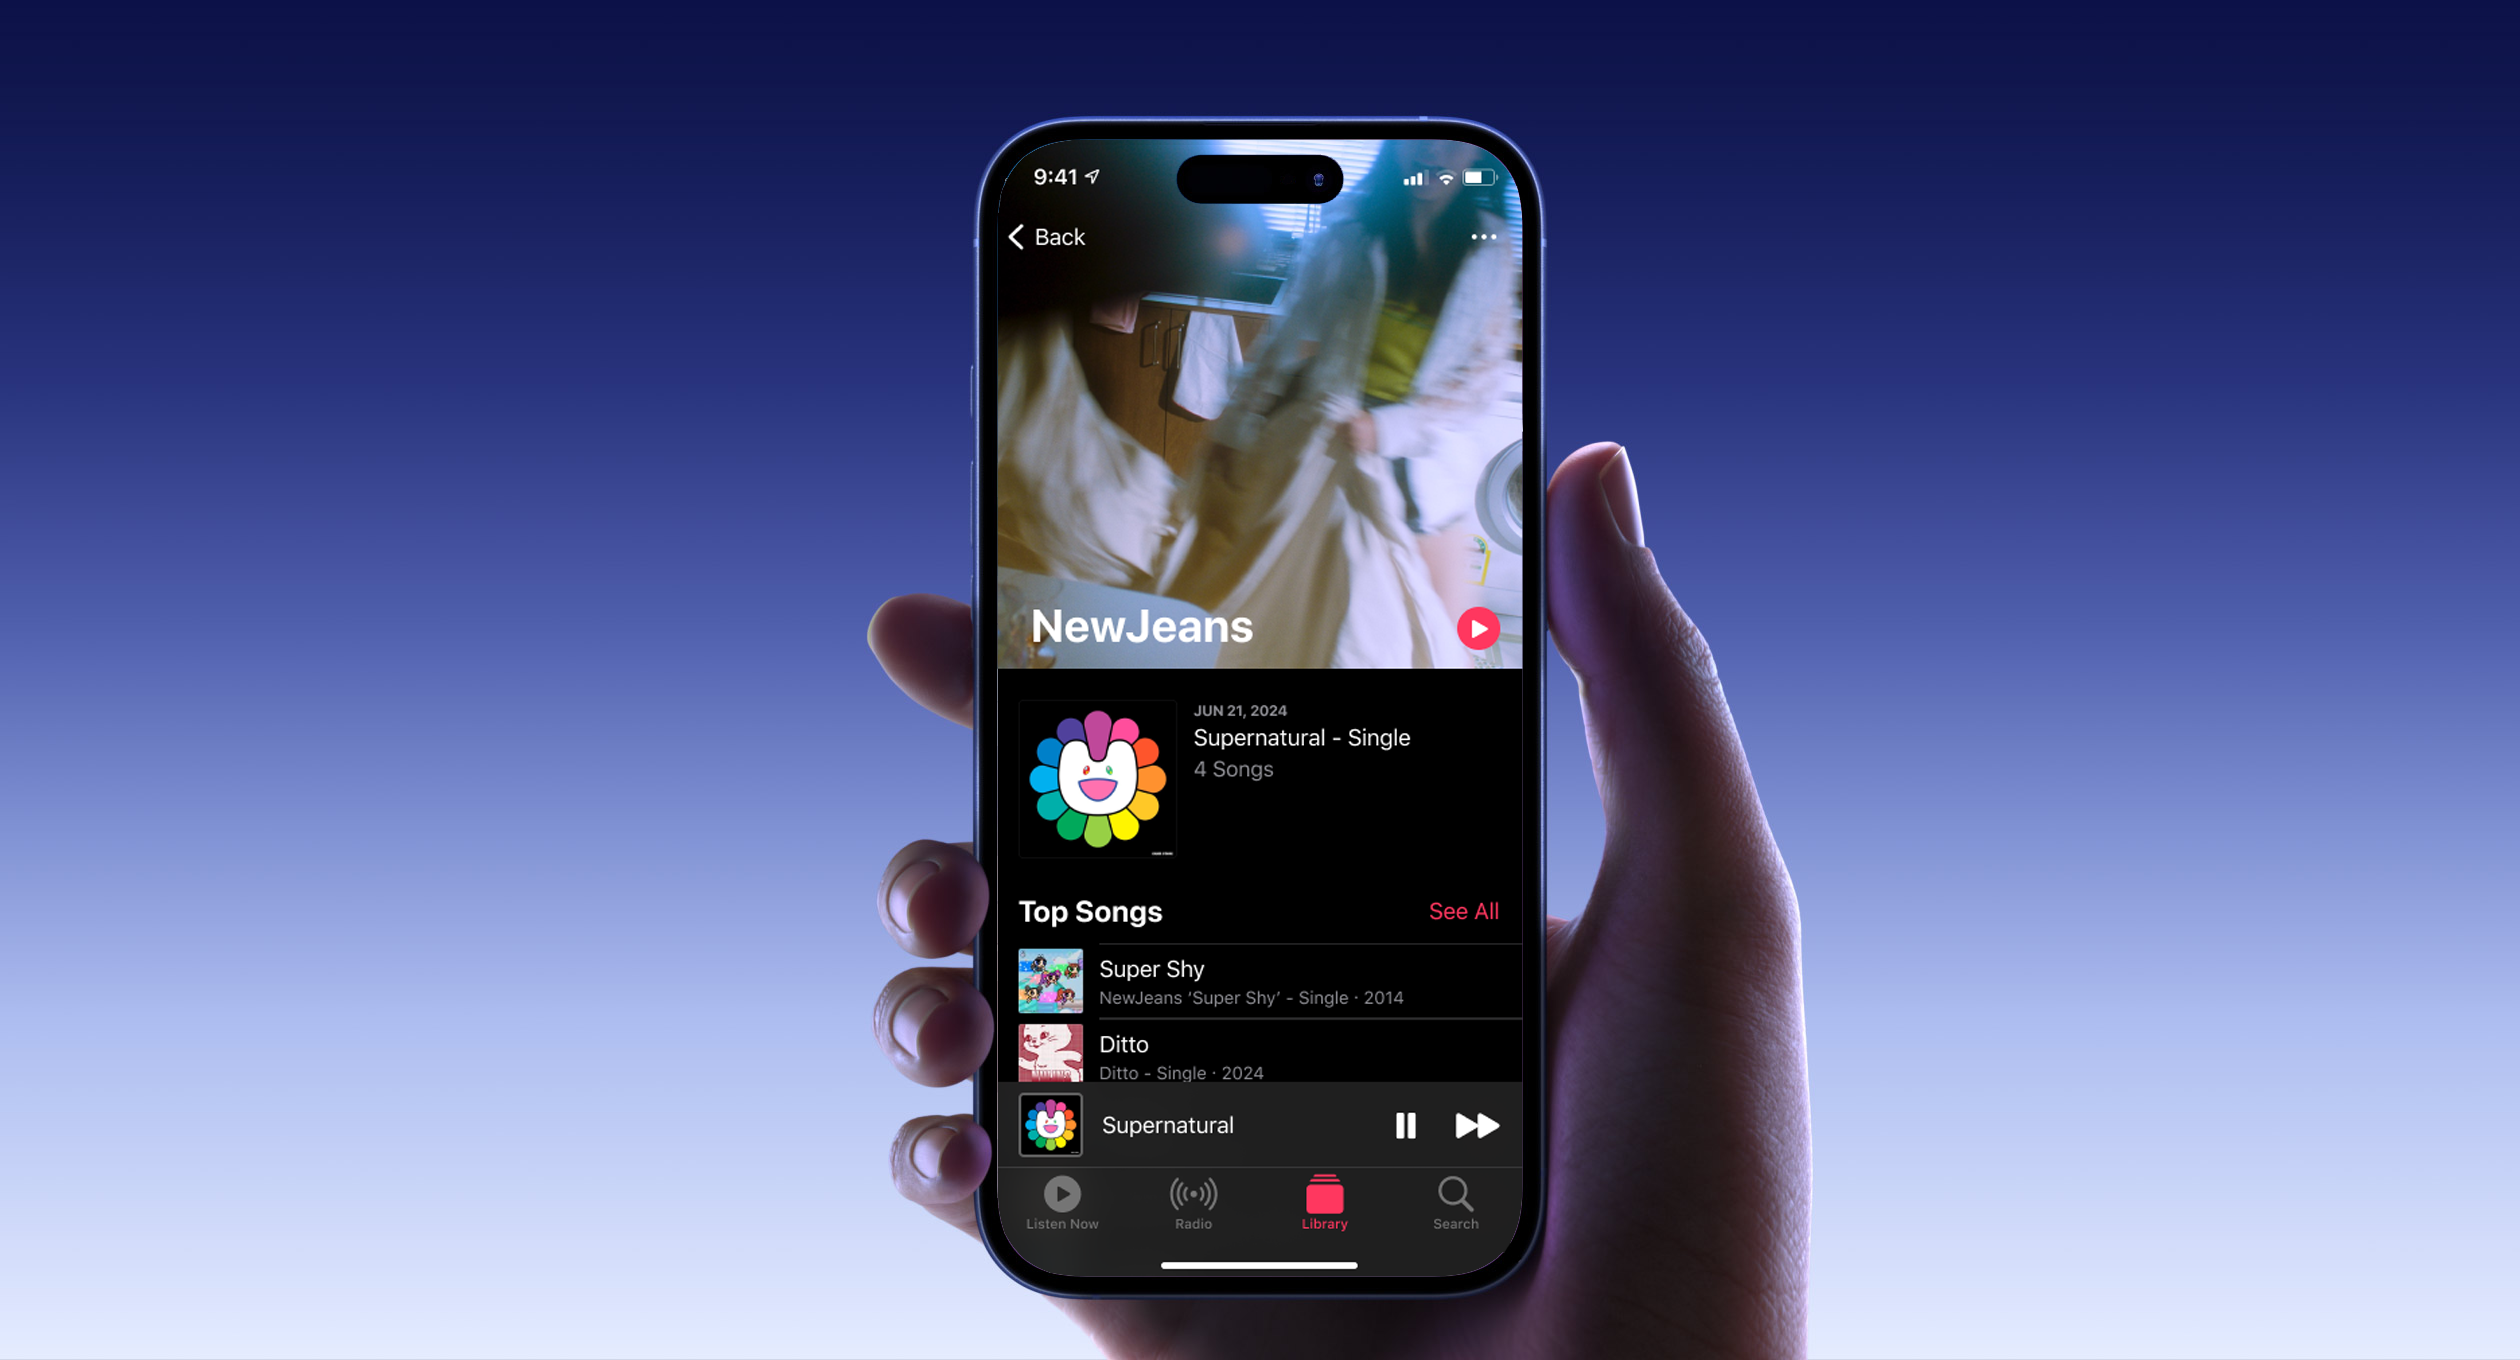 9:41
Back
NewJeans
JUN 21, 2024
Supernatural - Single
4 Songs
Top Songs
See All
Super Shy
NewJeans ‘Super Shy’ - Single · 2014
Ditto
Ditto - Single · 2024
Supernatural
Listen Now
Radio
Library
Search